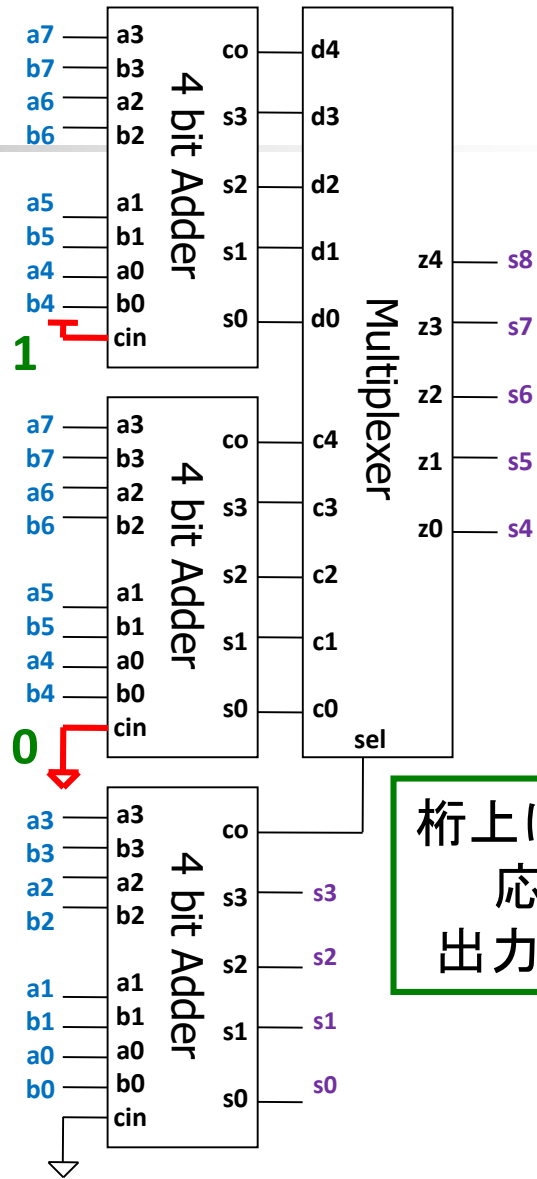 a7 a3 co d4
b7 b3
a6 a2 s3 d3
b6 b2
4 bit Adder
s2 d2
a5 a1
b5 b1 s1 d1
a4 a0
b4 b0 s0 d0
1 cin
Multiplexer
z4 s8
z3 s7
z2 s6
z1 s5
z0 s4
a7 a3 co c4
b7 b3
a6 a2 s3 c3
b6 b2
4 bit Adder
s2 c2
a5 a1
b5 b1 s1 c1
a4 a0
b4 b0 s0 c0
0 cin
sel
a3 a3 co
b3 b3
a2 a2 s3 s3
b2 b2
4 bit Adder
s2 s2
a1 a1
b1 b1 s1 s1
a0 a0
b0 b0 s0 s0
cin
桁上
応
出力